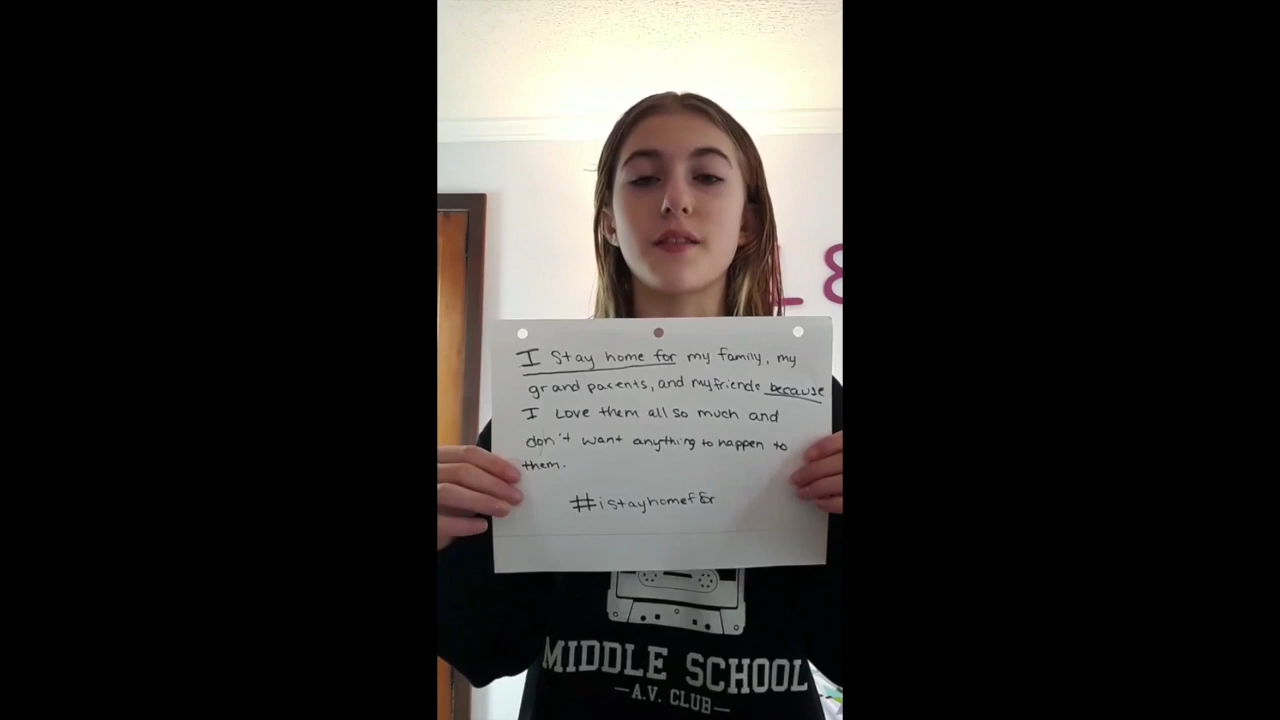 I Stay home for my family, my
grand parents, and my friends because
I Love them all so much and
don't want anything to happen to
them.
#istayhomefor
MIDDLE SCHOOL
—A.V. CLUB—
L 8